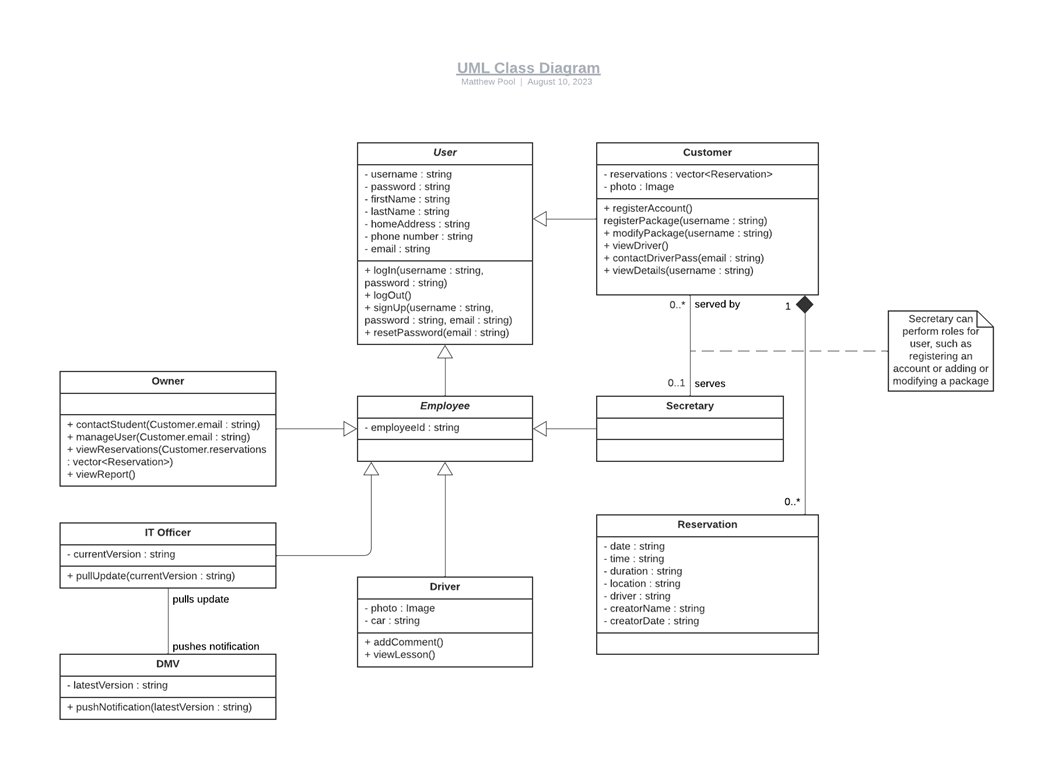 UML Class Diagram
Matthew Pool | August 10, 2023
User
- username : string
- password : string
- firstName : string
- lastName : string
- homeAddress : string
- phone number : string
- email : string
+ logIn(username : string,
password : string)
+ logOut()
+ signUp(username : string,
password : string, email : string)
+ resetPassword(email : string)
Customer
- reservations : vector<Reservation>
- photo : Image
+ registerAccount()
registerPackage(username : string)
+ modifyPackage(username : string)
+ viewDriver()
+ contactDriverPass(email : string)
+ viewDetails(username : string)
0..* served by
1
Secretary can
perform roles for
user, such as
registering an
account or adding or
modifying a package
0..1 serves
Owner
+ contactStudent(Customer.email : string)
+ manageUser(Customer.email : string)
+ viewReservations(Customer.reservations
: vector<Reservation>)
+ viewReport()
Employee
- employeeId : string
Secretary
0..*
IT Officer
- currentVersion : string
+ pullUpdate(currentVersion : string)
pulls update
pushes notification
DMV
- latestVersion : string
+ pushNotification(latestVersion : string)
Driver
- photo : Image
- car : string
+ addComment()
+ viewLesson()
Reservation
- date : string
- time : string
- duration : string
- location : string
- driver : string
- creatorName : string
- creatorDate : string